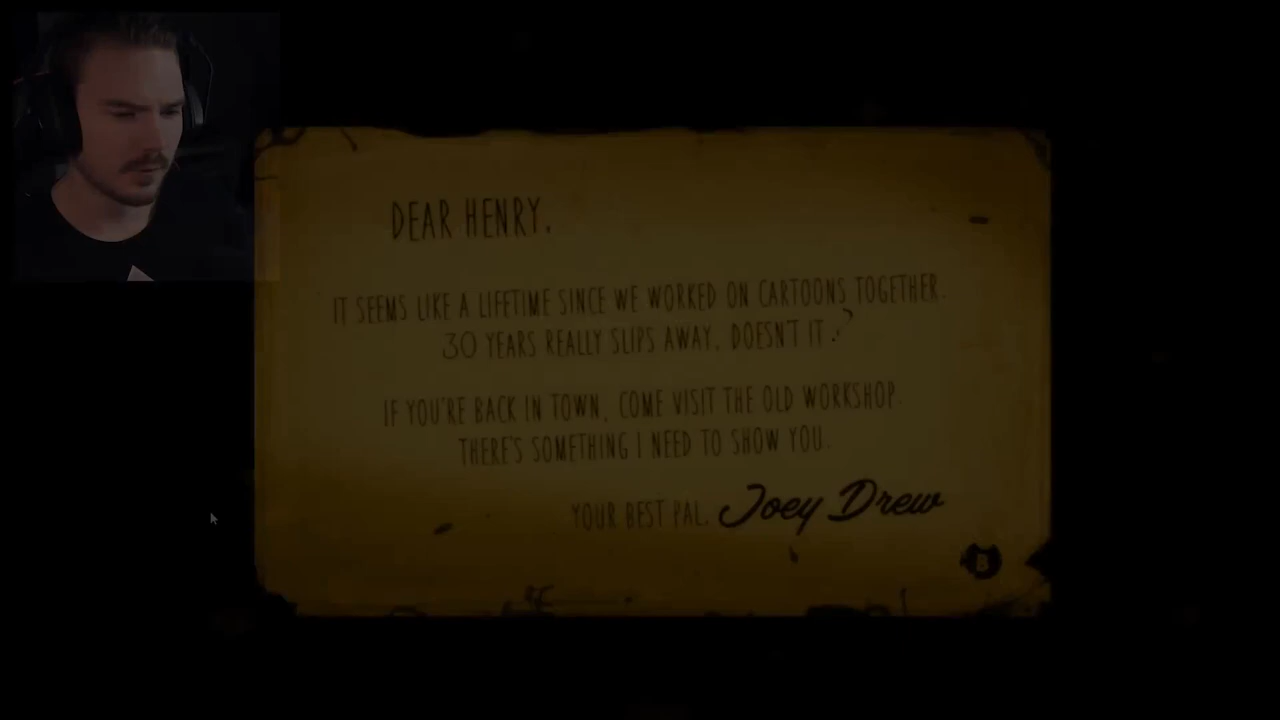 DEAR HENRY,
IT SEEMS LIKE A LIFETIME SINCE WE WORKED ON CARTOONS TOGETHER.
30 YEARS REALLY SLIPS AWAY, DOESN'T IT?
IF YOU'RE BACK IN TOWN, COME VISIT THE OLD WORKSHOP.
THERE'S SOMETHING I NEED TO SHOW YOU.
YOUR BEST PAL, Joey Drew
B